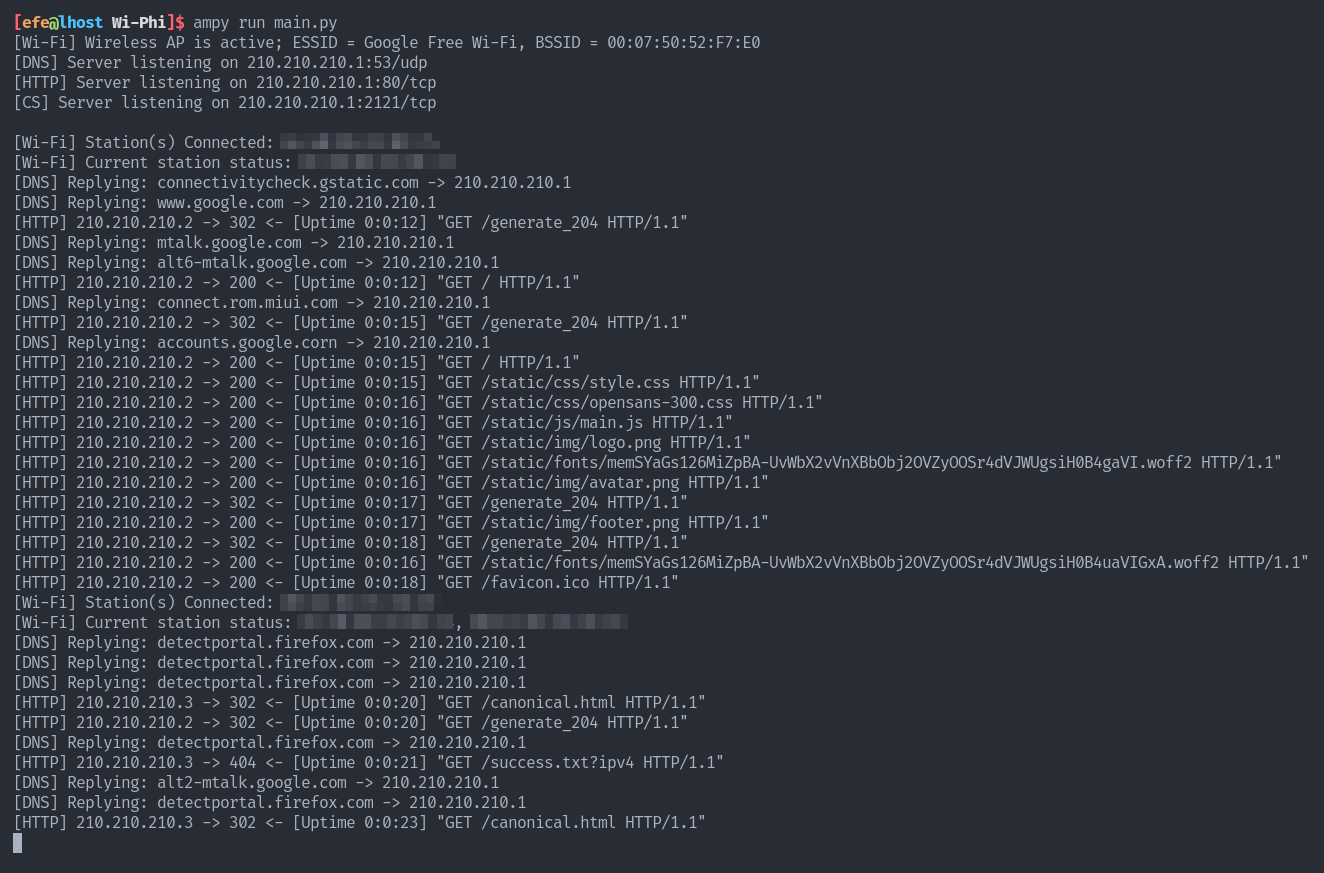 [efe@lhost Wi-Phi]$ ampy run main.py
[Wi-Fi] Wireless AP is active; ESSID = Google Free Wi-Fi, BSSID = 00:07:50:52:F7:E0
[DNS] Server listening on 210.210.210.1:53/udp
[HTTP] Server listening on 210.210.210.1:80/tcp
[CS] Server listening on 210.210.210.1:2121/tcp
[Wi-Fi] Station(s) Connected:
[Wi-Fi] Current station status:
[DNS] Replying: connectivitycheck.gstatic.com -> 210.210.210.1
[DNS] Replying: www.google.com -> 210.210.210.1
[HTTP] 210.210.210.2 -> 302 <- [Uptime 0:0:12] "GET /generate_204 HTTP/1.1"
[DNS] Replying: mtalk.google.com -> 210.210.210.1
[DNS] Replying: alt6-mtalk.google.com -> 210.210.210.1
[HTTP] 210.210.210.2 -> 200 <- [Uptime 0:0:12] "GET / HTTP/1.1"
[DNS] Replying: connect.rom.miui.com -> 210.210.210.1
[HTTP] 210.210.210.2 -> 302 <- [Uptime 0:0:15] "GET /generate_204 HTTP/1.1"
[DNS] Replying: accounts.google.corn -> 210.210.210.1
[HTTP] 210.210.210.2 -> 200 <- [Uptime 0:0:15] "GET / HTTP/1.1"
[HTTP] 210.210.210.2 -> 200 <- [Uptime 0:0:15] "GET /static/css/style.css HTTP/1.1"
[HTTP] 210.210.210.2 -> 200 <- [Uptime 0:0:16] "GET /static/css/opensans-300.css HTTP/1.1"
[HTTP] 210.210.210.2 -> 200 <- [Uptime 0:0:16] "GET /static/js/main.js HTTP/1.1"
[HTTP] 210.210.210.2 -> 200 <- [Uptime 0:0:16] "GET /static/img/logo.png HTTP/1.1"
[HTTP] 210.210.210.2 -> 200 <- [Uptime 0:0:16] "GET /static/fonts/memSYaGs126MiZpBA-UvWbX2vVnXBbObj2OVZyOOSr4dVJWUgsiH0B4gaVI.woff2 HTTP/1.1"
[HTTP] 210.210.210.2 -> 200 <- [Uptime 0:0:16] "GET /static/img/avatar.png HTTP/1.1"
[HTTP] 210.210.210.2 -> 302 <- [Uptime 0:0:17] "GET /generate_204 HTTP/1.1"
[HTTP] 210.210.210.2 -> 200 <- [Uptime 0:0:17] "GET /static/img/footer.png HTTP/1.1"
[HTTP] 210.210.210.2 -> 302 <- [Uptime 0:0:18] "GET /generate_204 HTTP/1.1"
[HTTP] 210.210.210.2 -> 200 <- [Uptime 0:0:16] "GET /static/fonts/memSYaGs126MiZpBA-UvWbX2vVnXBbObj2OVZyOOSr4dVJWUgsiH0B4uaVIGxA.woff2 HTTP/1.1"
[HTTP] 210.210.210.2 -> 200 <- [Uptime 0:0:18] "GET /favicon.ico HTTP/1.1"
[Wi-Fi] Station(s) Connected:
[Wi-Fi] Current station status: ,
[DNS] Replying: detectportal.firefox.com -> 210.210.210.1
[DNS] Replying: detectportal.firefox.com -> 210.210.210.1
[DNS] Replying: detectportal.firefox.com -> 210.210.210.1
[HTTP] 210.210.210.3 -> 302 <- [Uptime 0:0:20] "GET /canonical.html HTTP/1.1"
[HTTP] 210.210.210.2 -> 302 <- [Uptime 0:0:20] "GET /generate_204 HTTP/1.1"
[DNS] Replying: detectportal.firefox.com -> 210.210.210.1
[HTTP] 210.210.210.3 -> 404 <- [Uptime 0:0:21] "GET /success.txt?ipv4 HTTP/1.1"
[DNS] Replying: alt2-mtalk.google.com -> 210.210.210.1
[DNS] Replying: detectportal.firefox.com -> 210.210.210.1
[HTTP] 210.210.210.3 -> 302 <- [Uptime 0:0:23] "GET /canonical.html HTTP/1.1"